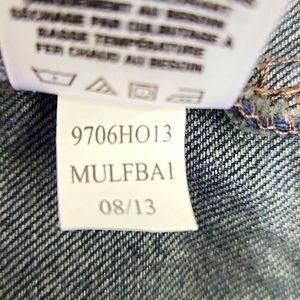 AU BESOIN
SÉCHAGE PAR CULBUTAGE À
BASSE TEMPÉRATURE
FER CHAUD AU BESOIN
9706HO13
MULFBA1
08/13